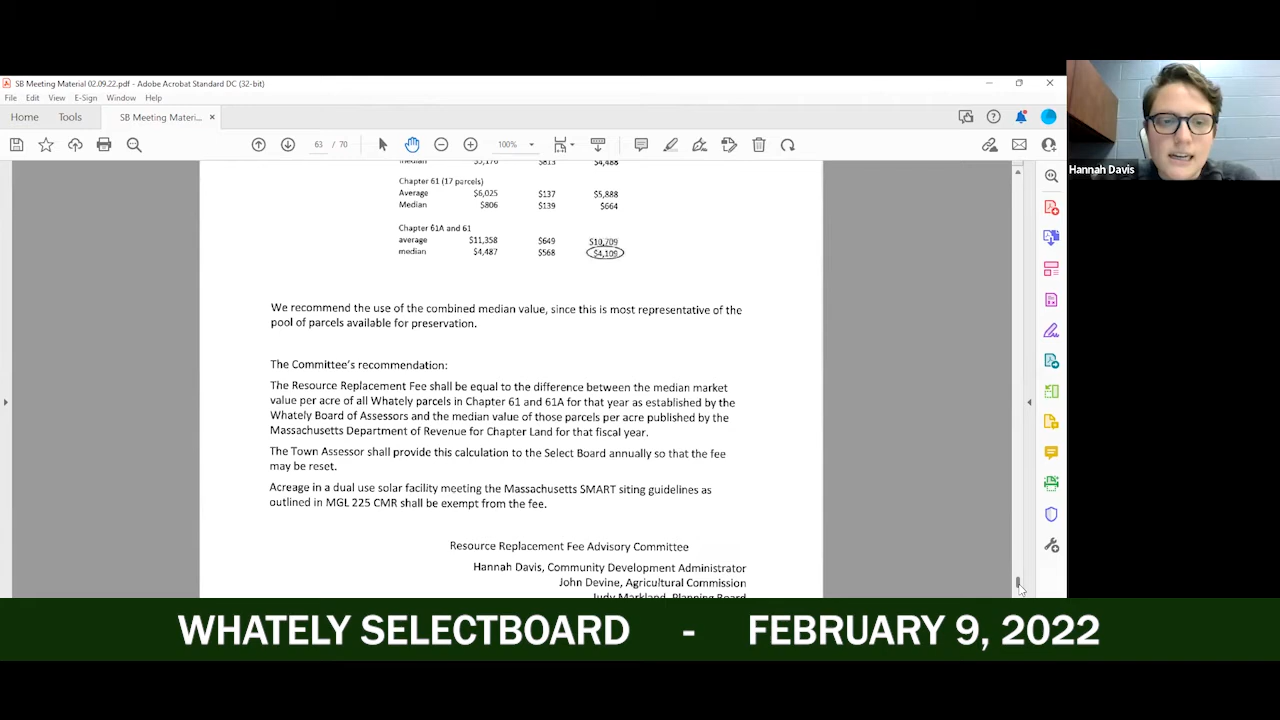 SB Meeting Material 02.09.22.pdf - Adobe Acrobat Standard DC (32-bit)
File Edit View E-Sign Window Help
Home Tools SB Meeting Materi... ×
63 / 70 100%
Hannah Davis
median $813 $4,488
Chapter 61 (17 parcels)
Average $6,025 $137 $5,888
Median $806 $139 $664
Chapter 61A and 61
average $11,358 $649 $10,709
median $4,487 $568 $4,109
We recommend the use of the combined median value, since this is most representative of the
pool of parcels available for preservation.
The Committee's recommendation:
The Resource Replacement Fee shall be equal to the difference between the median market
value per acre of all Whately parcels in Chapter 61 and 61A for that year as established by the
Whately Board of Assessors and the median value of those parcels per acre published by the
Massachusetts Department of Revenue for Chapter Land for that fiscal year.
The Town Assessor shall provide this calculation to the Select Board annually so that the fee
may be reset.
Acreage in a dual use solar facility meeting the Massachusetts SMART siting guidelines as
outlined in MGL 225 CMR shall be exempt from the fee.
Resource Replacement Fee Advisory Committee
Hannah Davis, Community Development Administrator
John Devine, Agricultural Commission
Judy Markland, Planning Board
WHATELY SELECTBOARD - FEBRUARY 9, 2022